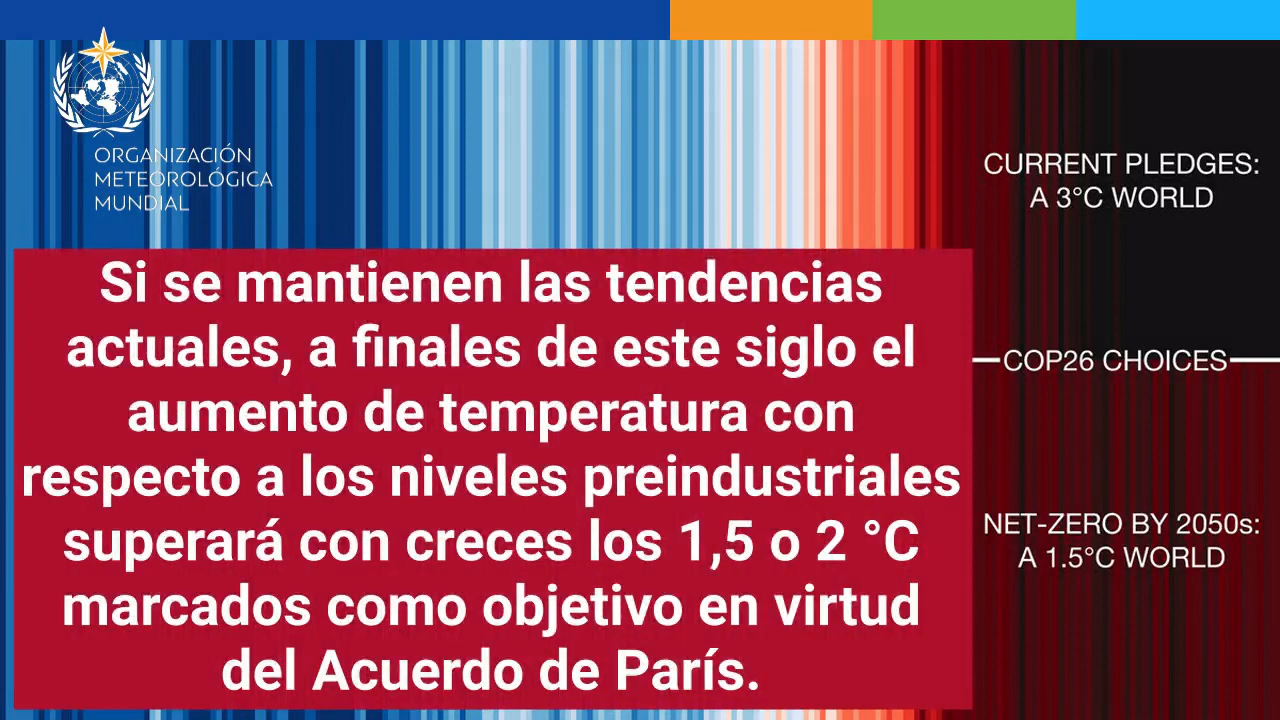 ORGANIZACIÓN
METEOROLÓGICA
MUNDIAL
CURRENT PLEDGES:
A 3°C WORLD
Si se mantienen las tendencias
actuales, a finales de este siglo el
aumento de temperatura con
respecto a los niveles preindustriales
superará con creces los 1,5 o 2 °C
marcados como objetivo en virtud
del Acuerdo de París.
COP26 CHOICES
NET-ZERO BY 2050s:
A 1.5°C WORLD